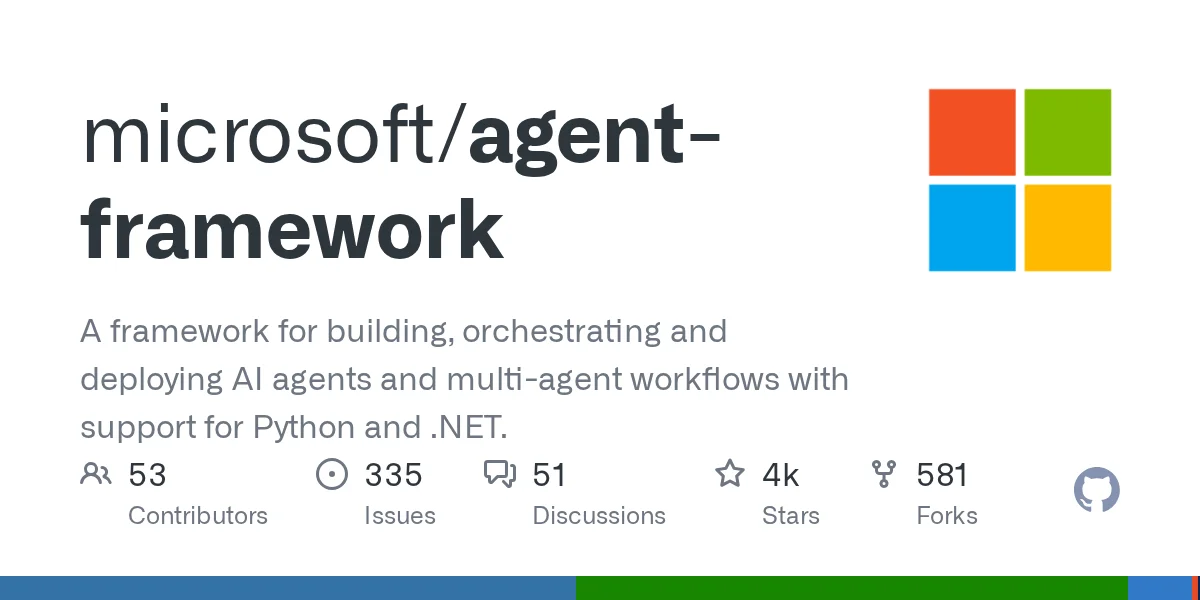 microsoft/agent-
framework
A framework for building, orchestrating and
deploying AI agents and multi-agent workflows with
support for Python and .NET.
53 335 51 4k 581
Contributors Issues Discussions Stars Forks